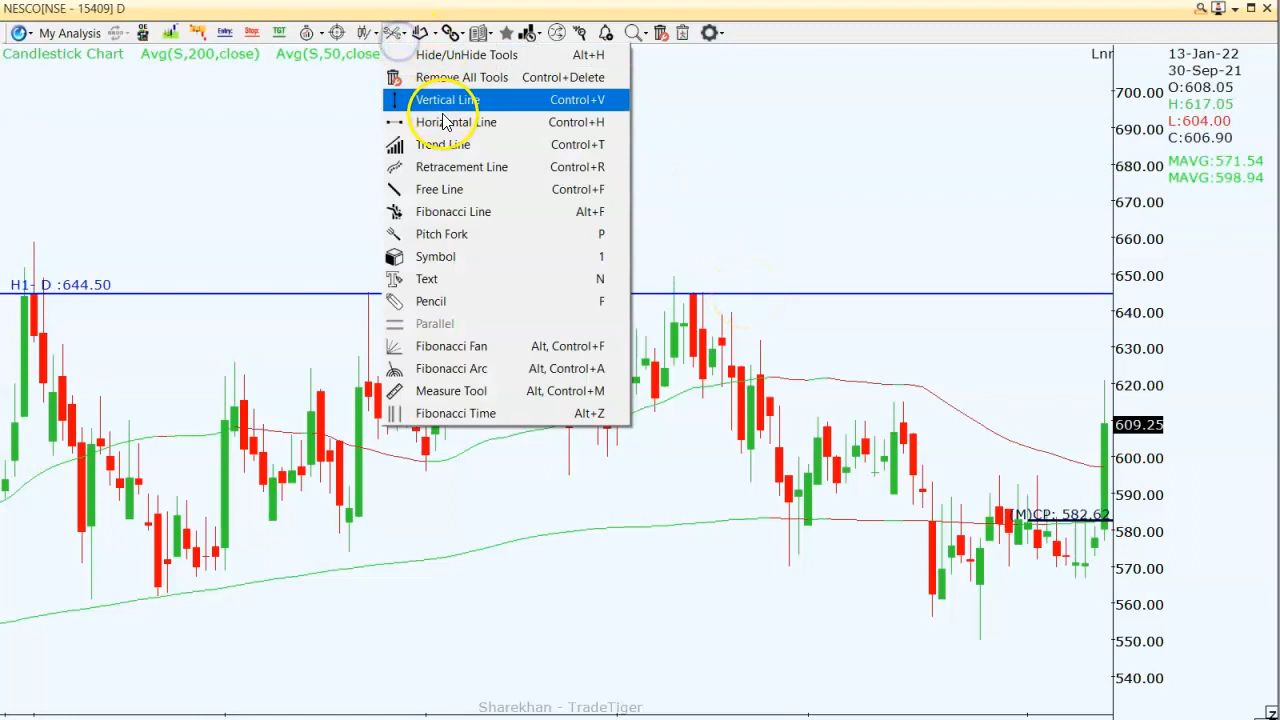 NESCO[NSE - 15409] D
My Analysis
Entry: Stop: TGT
Candlestick Chart Avg(S,200,close) Avg(S,50,close
Lnr
13-Jan-22
30-Sep-21
O:608.05
H:617.05
L:604.00
C:606.90
MAVG:571.54
MAVG:598.94
Hide/UnHide Tools Alt+H
Remove All Tools Control+Delete
Vertical Line Control+V
Horizontal Line Control+H
Trend Line Control+T
Retracement Line Control+R
Free Line Control+F
Fibonacci Line Alt+F
Pitch Fork P
Symbol 1
Text N
Pencil F
Parallel
Fibonacci Fan Alt, Control+F
Fibonacci Arc Alt, Control+A
Measure Tool Alt, Control+M
Fibonacci Time Alt+Z
H1- D :644.50
700.00
690.00
680.00
670.00
660.00
650.00
640.00
630.00
620.00
609.25
600.00
590.00
(M)CP: 582.62
580.00
570.00
560.00
550.00
540.00
Sharekhan - TradeTiger
Z